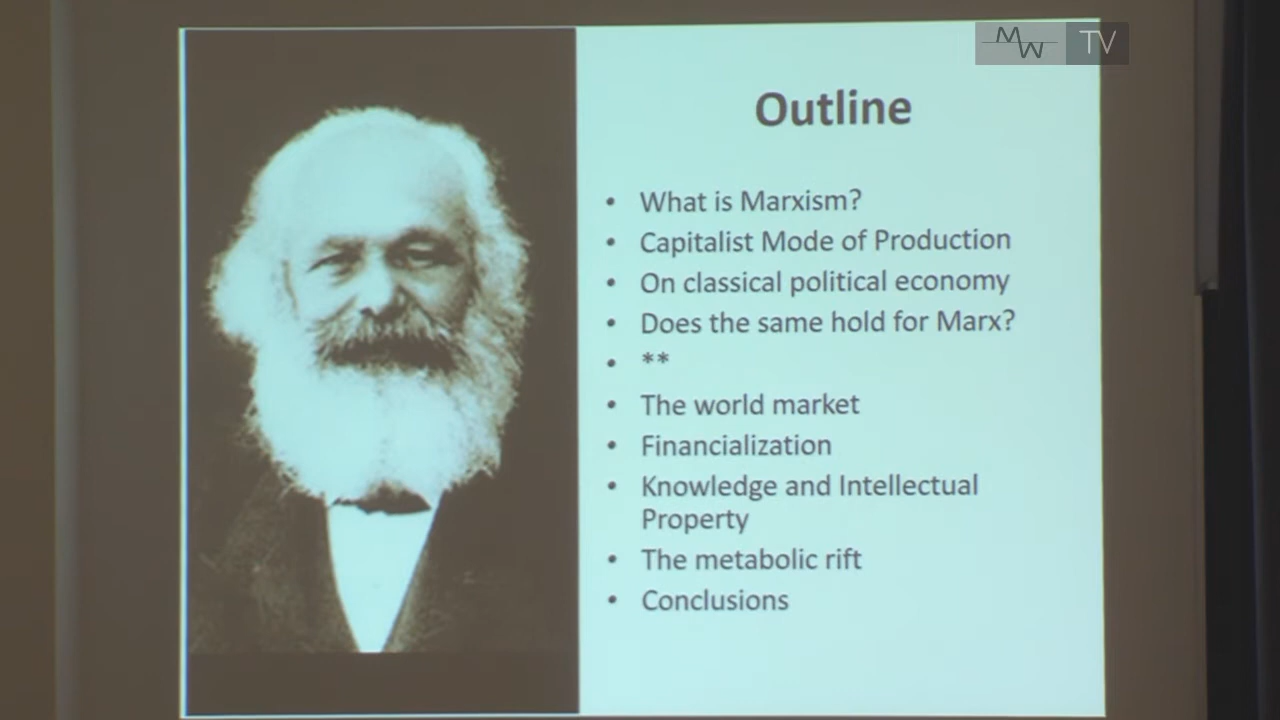 MW TV
Outline
• What is Marxism?
• Capitalist Mode of Production
• On classical political economy
• Does the same hold for Marx?
• **
• The world market
• Financialization
• Knowledge and Intellectual
Property
• The metabolic rift
• Conclusions